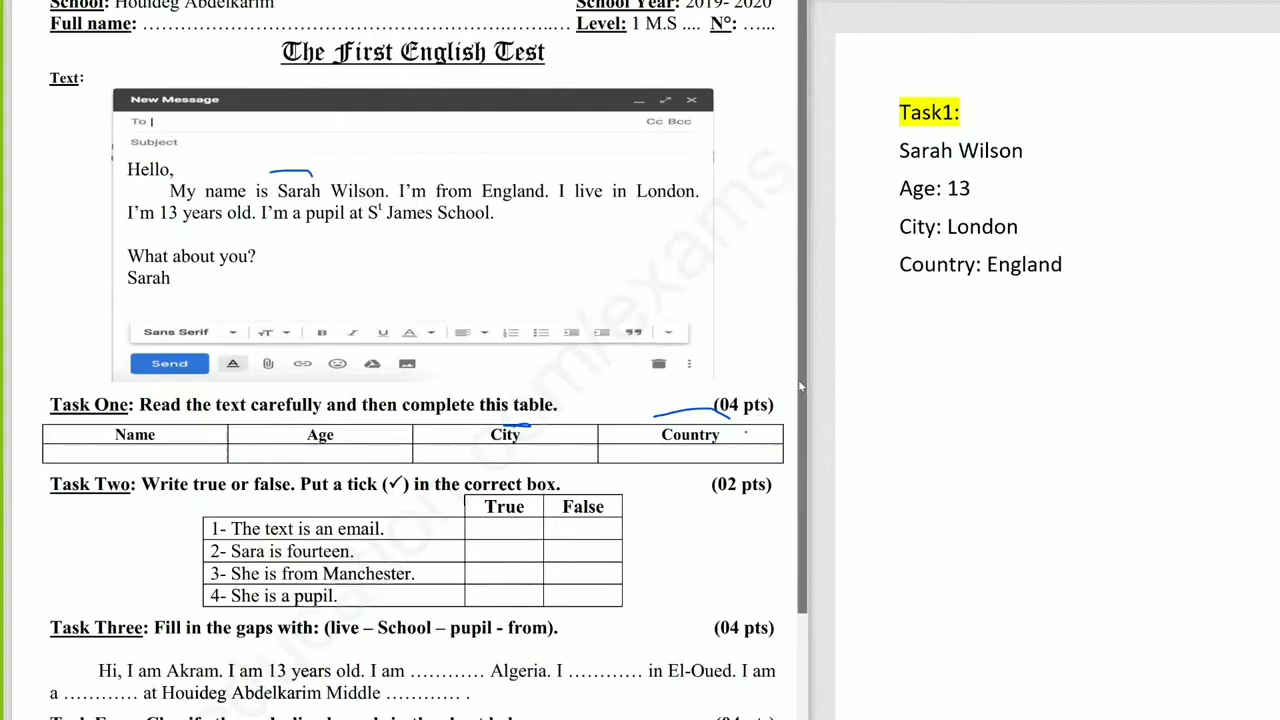 School: Houideg Abdelkarim School Year: 2019- 2020
Full name: ……………………………………………………...… Level: 1 M.S .... N°: …...
The First English Test
Text:
New Message
To |
Cc Bcc
Subject
Hello,
My name is Sarah Wilson. I'm from England. I live in London.
I'm 13 years old. I'm a pupil at Sᵗ James School.
What about you?
Sarah
Sans Serif
Send
Task One: Read the text carefully and then complete this table. (04 pts)
Name Age City Country
Task Two: Write true or false. Put a tick (✓) in the correct box. (02 pts)
True False
1- The text is an email.
2- Sara is fourteen.
3- She is from Manchester.
4- She is a pupil.
Task Three: Fill in the gaps with: (live – School – pupil - from). (04 pts)
Hi, I am Akram. I am 13 years old. I am ………… Algeria. I ………… in El-Oued. I am
a ………… at Houideg Abdelkarim Middle ………… .
Task1:
Sarah Wilson
Age: 13
City: London
Country: England